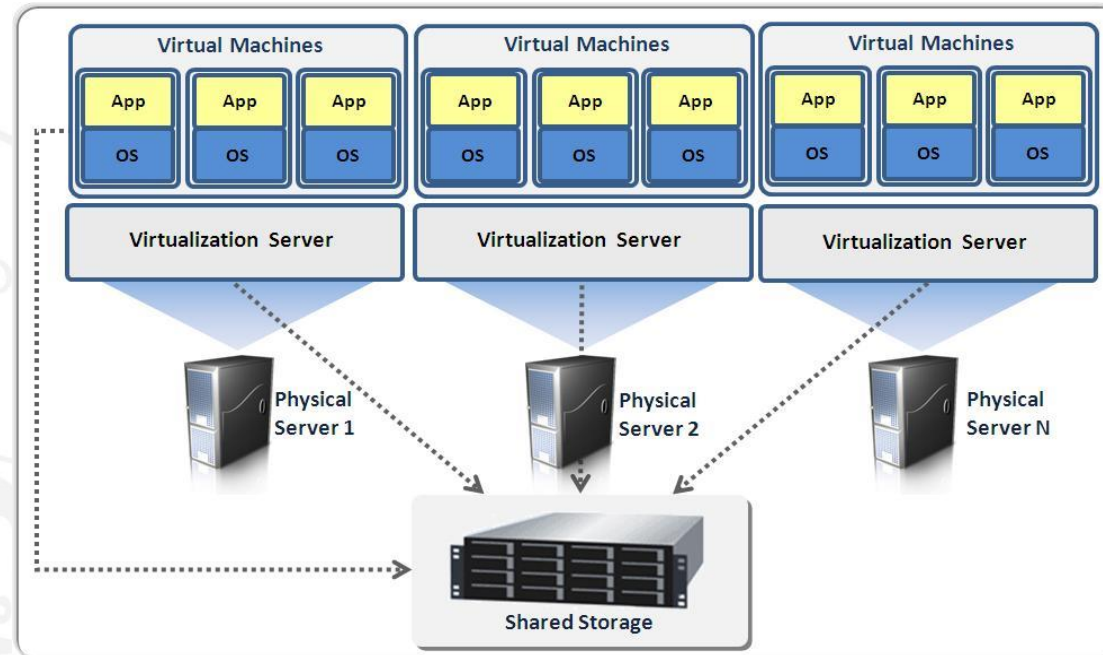 Virtual Machines
Virtual Machines
Virtual Machines
App
App
App
App
App
App
App
App
App
OS
OS
OS
OS
OS
OS
OS
OS
OS
Virtualization Server
Virtualization Server
Virtualization Server
Physical
Server 1
Physical
Server 2
Physical
Server N
Shared Storage